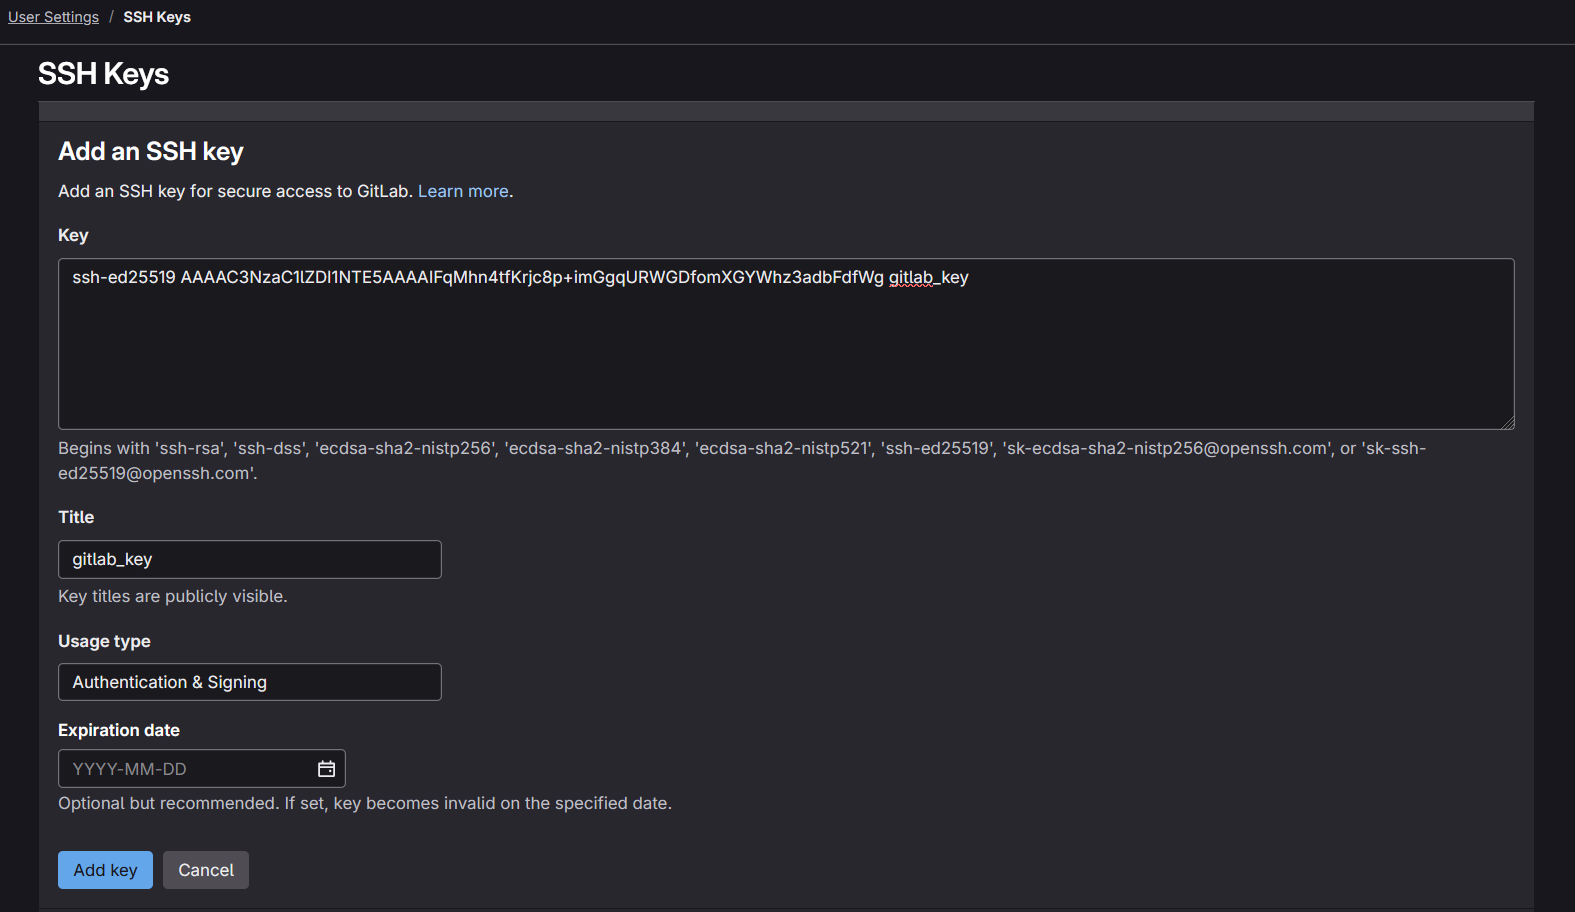 User Settings / SSH Keys
SSH Keys
Add an SSH key
Add an SSH key for secure access to GitLab. Learn more.
Key
ssh-ed25519 AAAAC3NzaC1lZDI1NTE5AAAAIFqMhn4tfKrjc8p+imGgqURWGDfomXGYWhz3adbFdfWg gitlab_key
Begins with 'ssh-rsa', 'ssh-dss', 'ecdsa-sha2-nistp256', 'ecdsa-sha2-nistp384', 'ecdsa-sha2-nistp521', 'ssh-ed25519', 'sk-ecdsa-sha2-nistp256@openssh.com', or 'sk-ssh-
ed25519@openssh.com'.
Title
gitlab_key
Key titles are publicly visible.
Usage type
Authentication & Signing
Expiration date
YYYY-MM-DD
Optional but recommended. If set, key becomes invalid on the specified date.
Add key Cancel